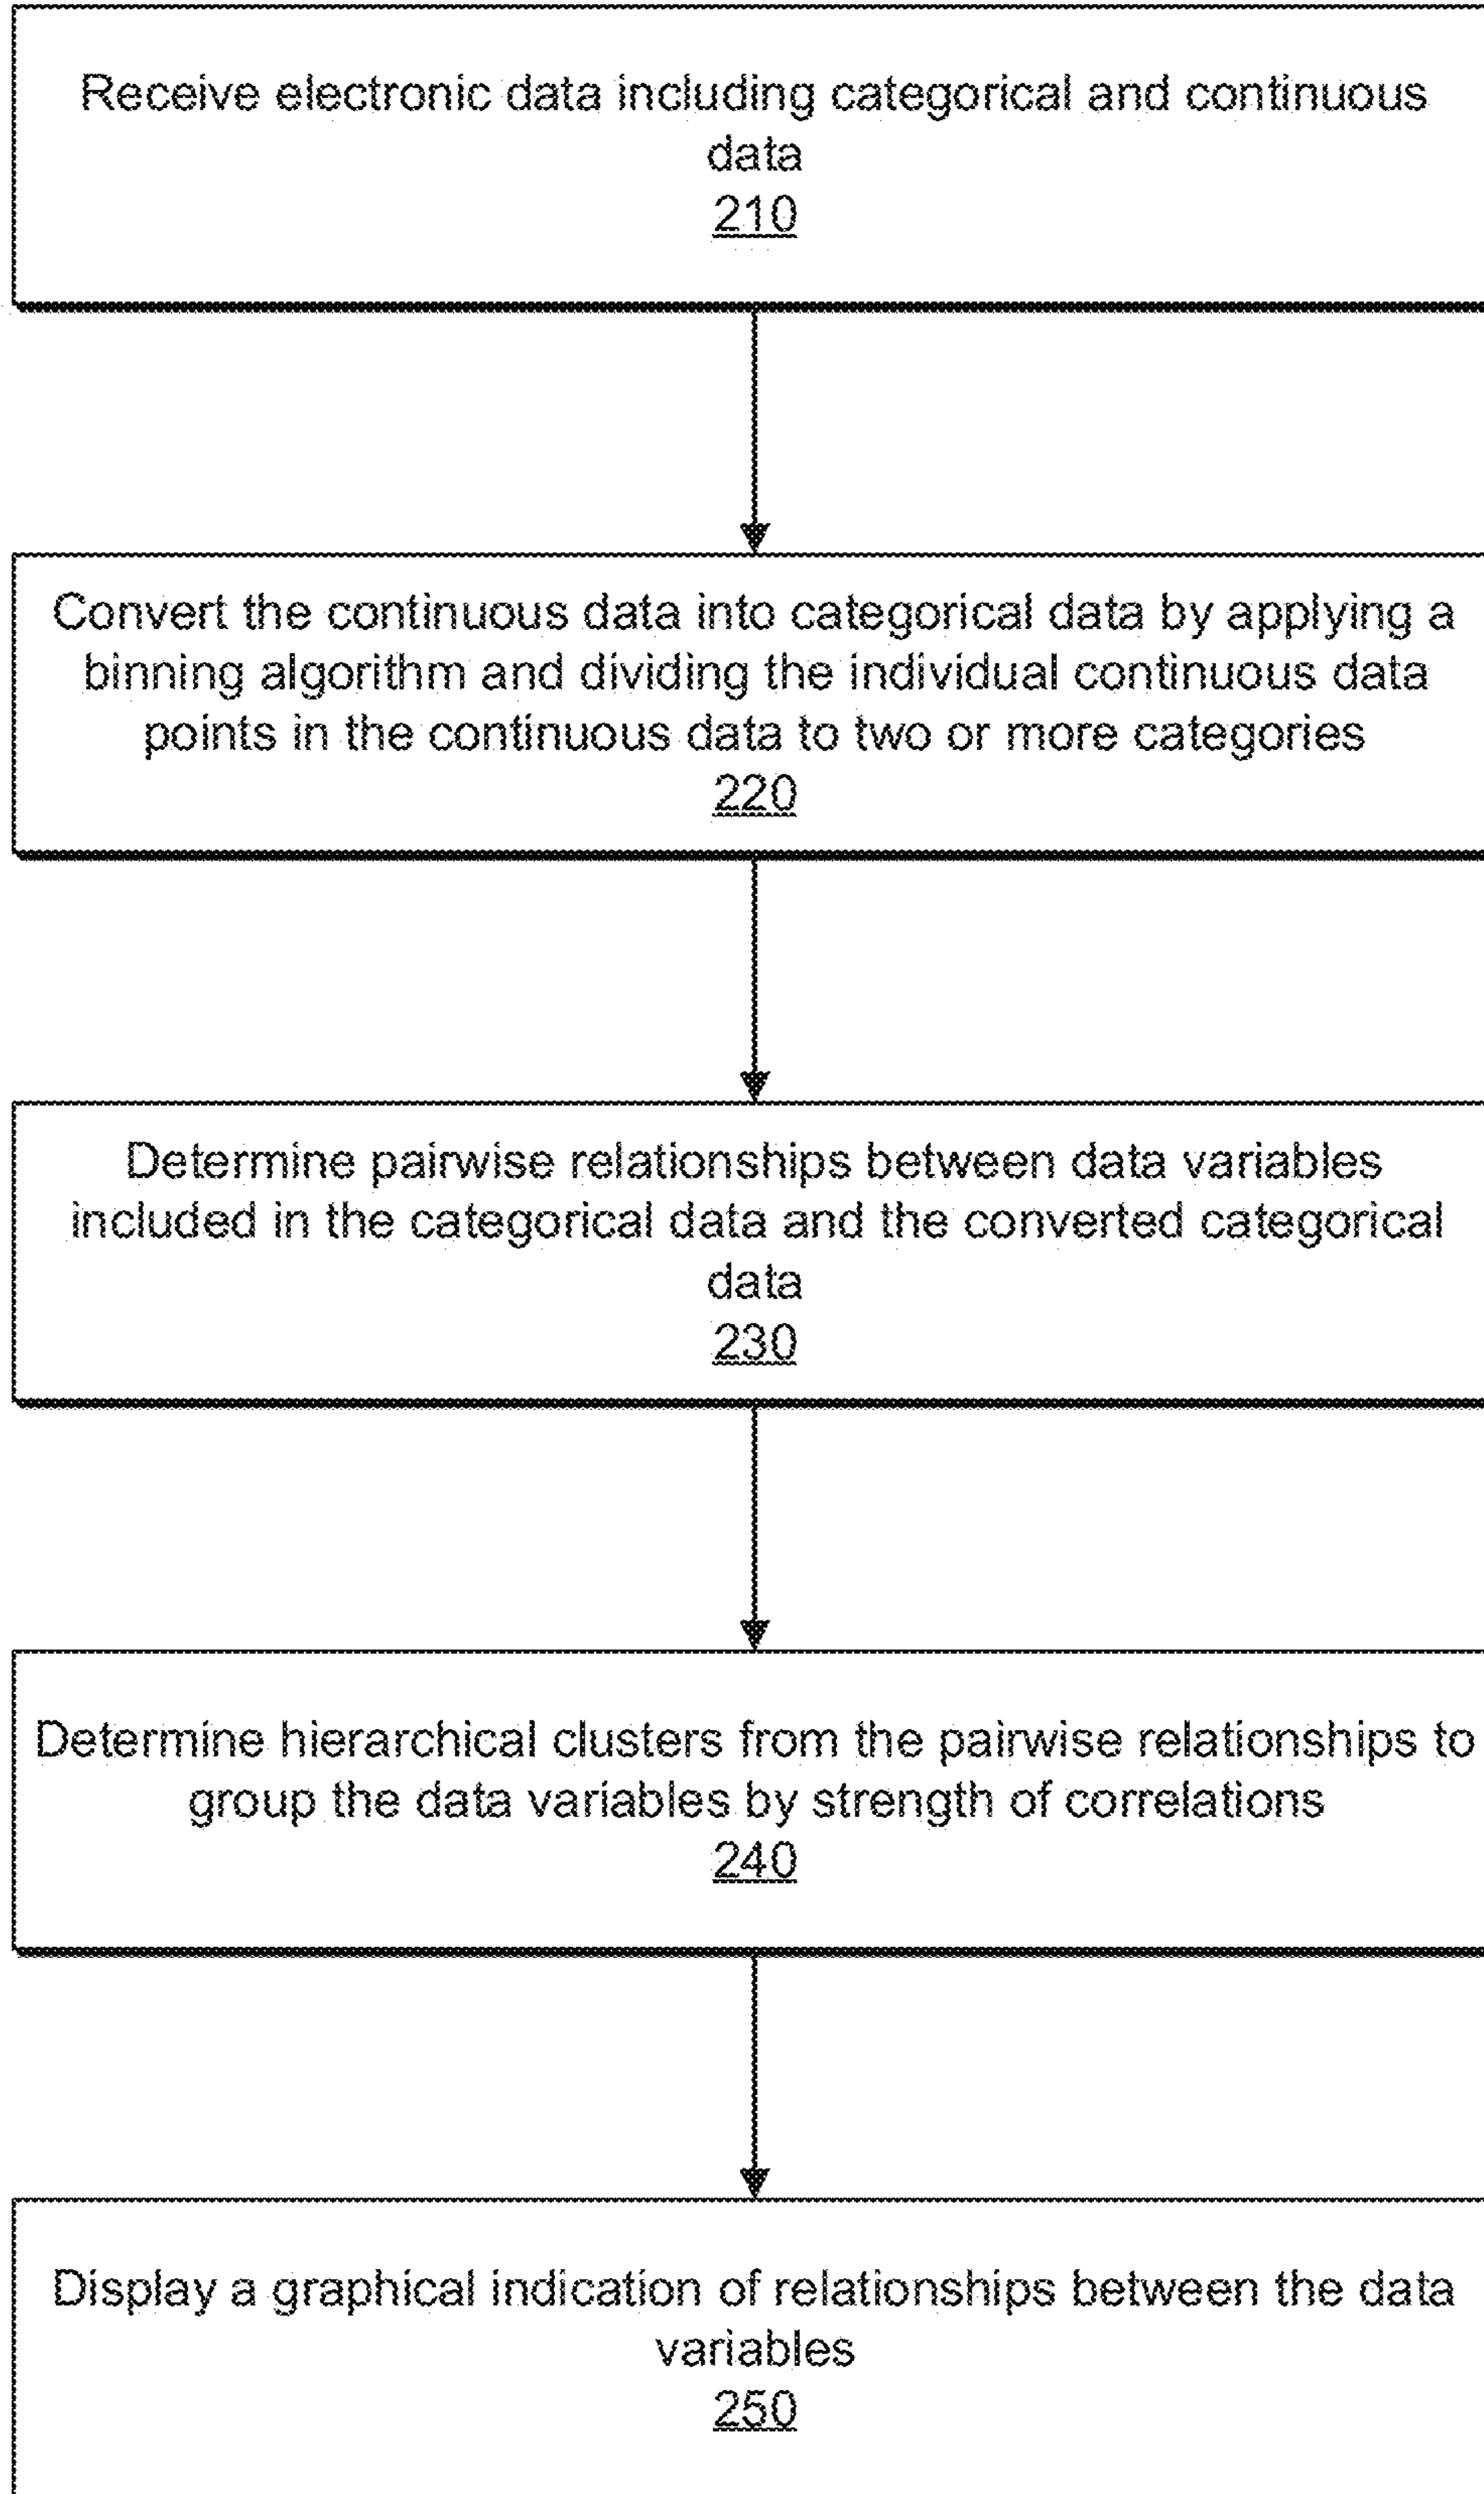 Receive electronic data including categorical and continuous
data
210
Convert the continuous data into categorical data by applying a
binning algorithm and dividing the individual continuous data
points in the continuous data to two or more categories
220
Determine pairwise relationships between data variables
included in the categorical data and the converted categorical
data
230
Determine hierarchical clusters from the pairwise relationships to
group the data variables by strength of correlations
240
Display a graphical indication of relationships between the data
variables
250